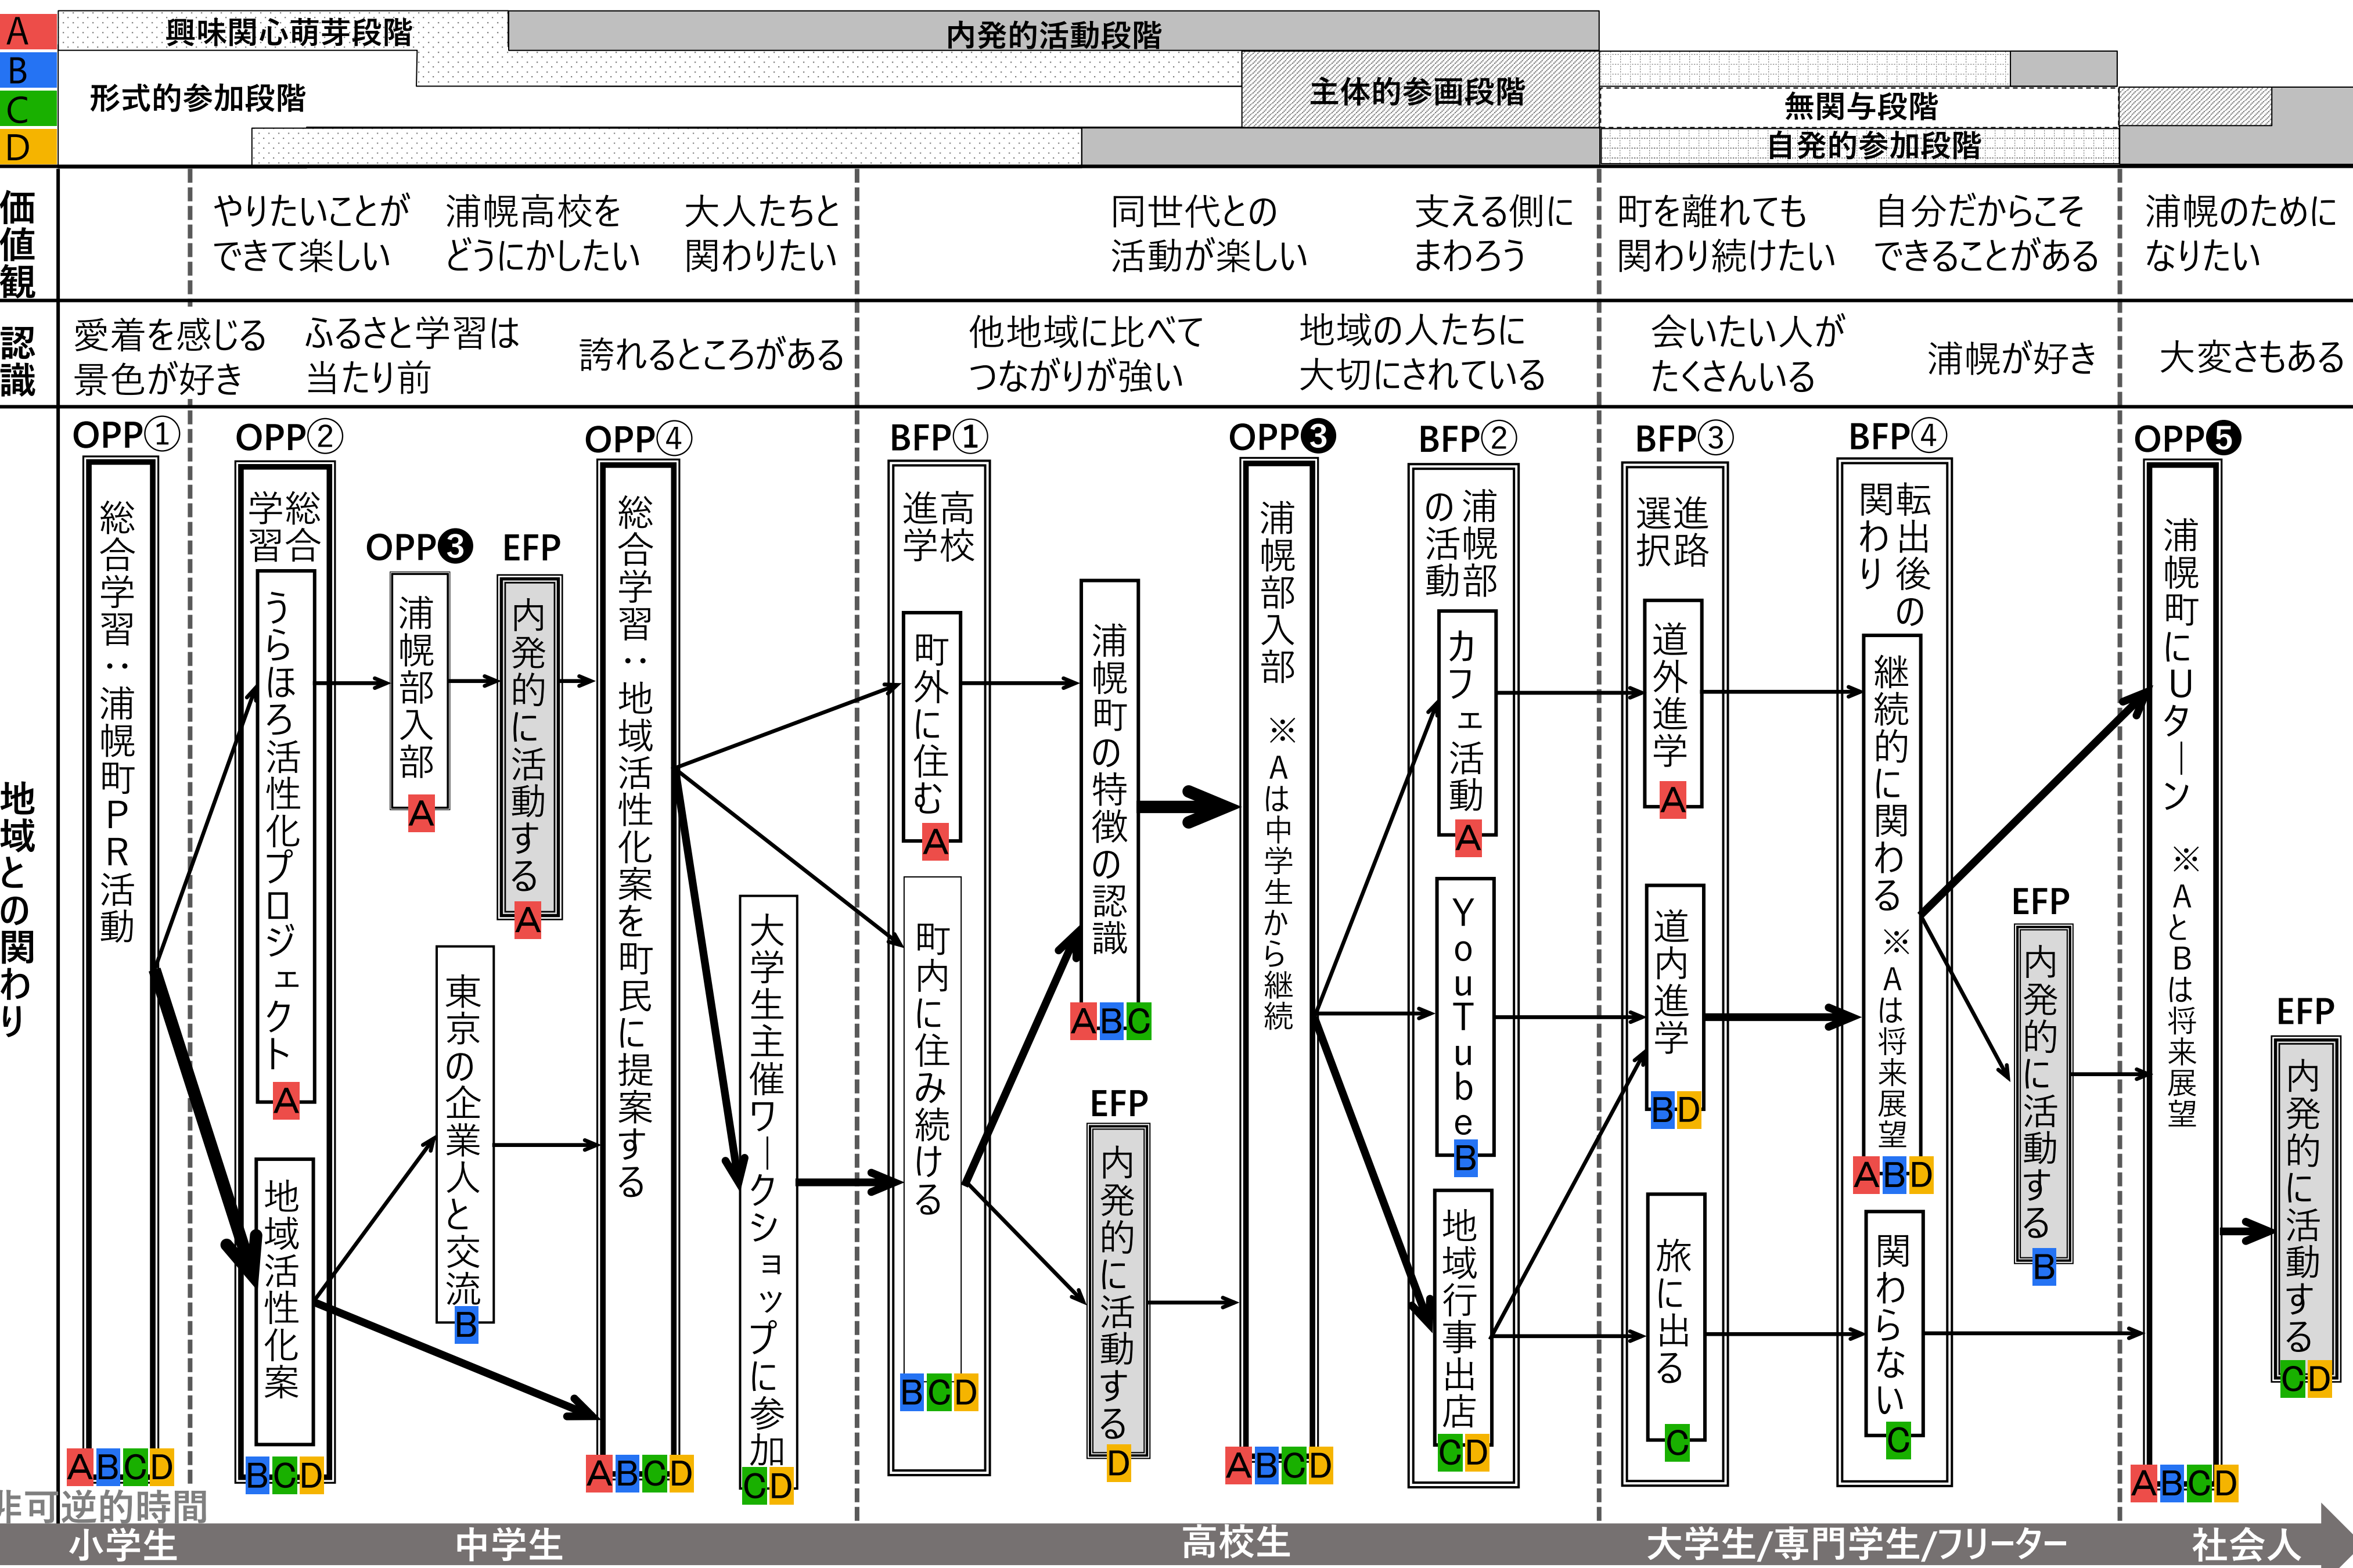 A
B
C
D
興味関心萌芽段階
内発的活動段階
形式的参加段階
主体的参画段階
無関与段階
自発的参加段階
価値観
やりたいことが
できて楽しい
浦幌高校を
どうにかしたい
大人たちと
関わりたい
同世代との
活動が楽しい
支える側に
まわろう
町を離れても
関わり続けたい
自分だからこそ
できることがある
浦幌のために
なりたい
認識
愛着を感じる
景色が好き
ふるさと学習は
当たり前
誇れるところがある
他地域に比べて
つながりが強い
地域の人たちに
大切にされている
会いたい人が
たくさんいる
浦幌が好き
大変さもある
地域との関わり
OPP①
総合学習：浦幌町PR活動
ABCD
OPP②
総合
学習
うらほろ活性化プロジェクト
A
地域活性化案
BCD
OPP❸
浦幌部入部
A
EFP
内発的に活動する
A
東京の企業人と交流
B
OPP④
総合学習：地域活性化案を町民に提案する
ABCD
大学生主催ワークショップに参加
CD
BFP①
高校
進学
町外に住む
A
町内に住み続ける
BCD
浦幌町の特徴の認識
ABC
EFP
内発的に活動する
D
OPP❸
浦幌部入部 ※Aは中学生から継続
ABCD
BFP②
浦幌部
の活動
カフェ活動
A
YouTube
B
地域行事出店
CD
BFP③
進路
選択
道外進学
A
道内進学
BD
旅に出る
C
BFP④
転出後の
関わり
継続的に関わる ※Aは将来展望
ABD
関わらない
C
EFP
内発的に活動する
B
OPP❺
浦幌町にUターン ※AとBは将来展望
ABCD
EFP
内発的に活動する
CD
非可逆的時間
小学生
中学生
高校生
大学生/専門学生/フリーター
社会人